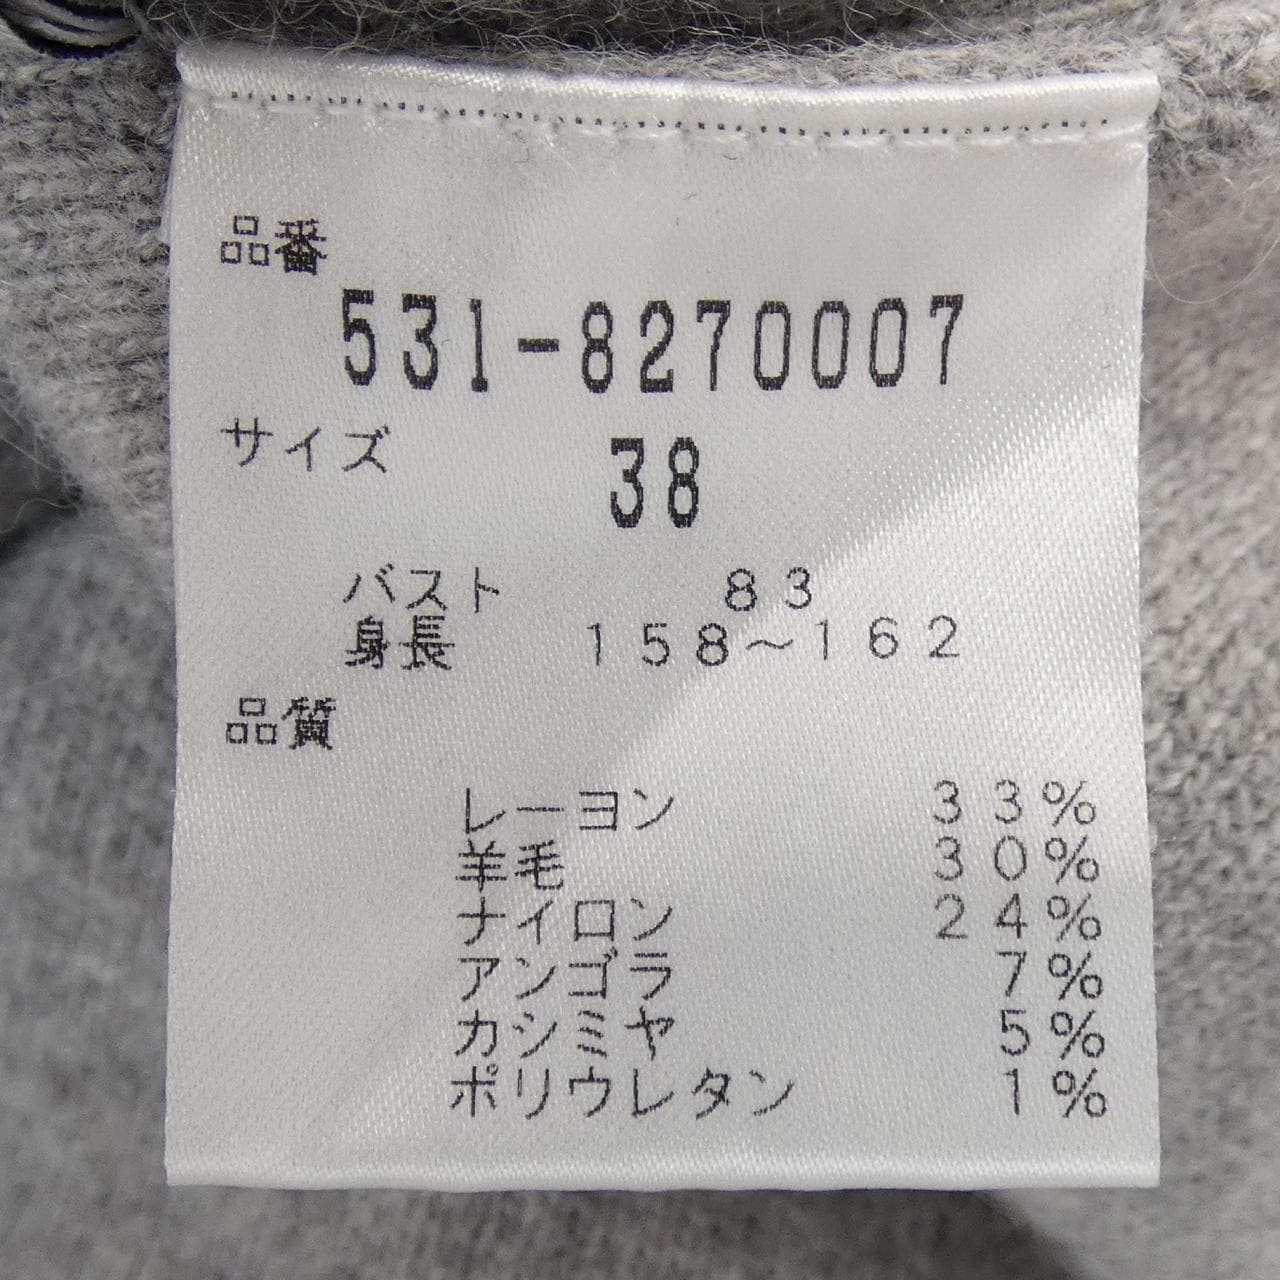 品番
531-8270007
サイズ 38
バスト 83
身長 158～162
品質
レーヨン 33%
羊毛 30%
ナイロン 24%
アンゴラ 7%
カシミヤ 5%
ポリウレタン 1%